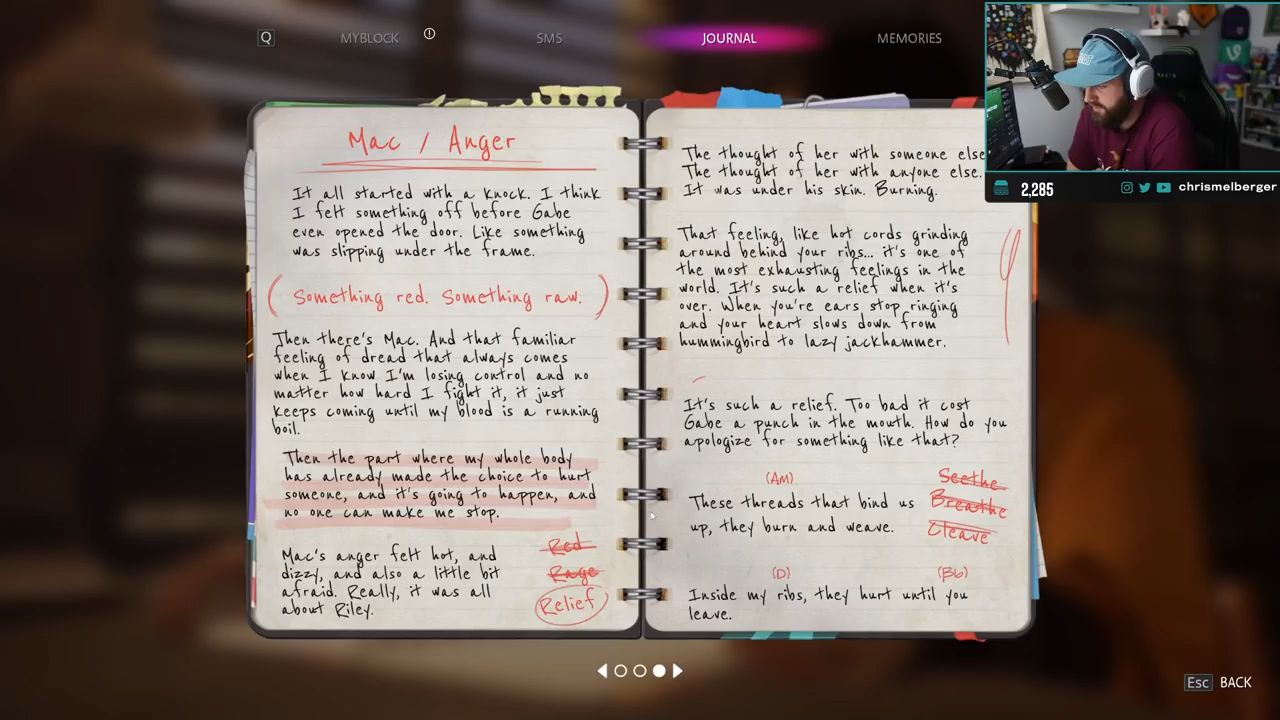 Q
MYBLOCK
SMS
JOURNAL
MEMORIES
2,285
chrismelberger
Mac / Anger
It all started with a knock. I think
I felt something off before Gabe
even opened the door. Like something
was slipping under the frame.
(Something red. Something raw.)
Then there's Mac. And that familiar
feeling of dread that always comes
when I know I'm losing control and no
matter how hard I fight it, it just
keeps coming until my blood is a running
boil.
Then the part where my whole body
has already made the choice to hurt
someone, and it's going to happen, and
no one can make me stop.
Mac's anger felt hot, and
dizzy, and also a little bit
afraid. Really, it was all
about Riley.
Red
Rage
Relief
The thought of her with someone else
The thought of her with anyone else.
It was under his skin. Burning.
That feeling, like hot cords grinding
around behind your ribs... it's one of
the most exhausting feelings in the
world. It's such a relief when it's
over. When you're ears stop ringing
and your heart slows down from
hummingbird to lazy jackhammer.
It's such a relief. Too bad it cost
Gabe a punch in the mouth. How do you
apologize for something like that?
(Am)
These threads that bind us
up, they burn and weave.
Seethe
Breathe
Cleave
(D) (Bb)
Inside my ribs, they hurt until you
leave.
Esc BACK